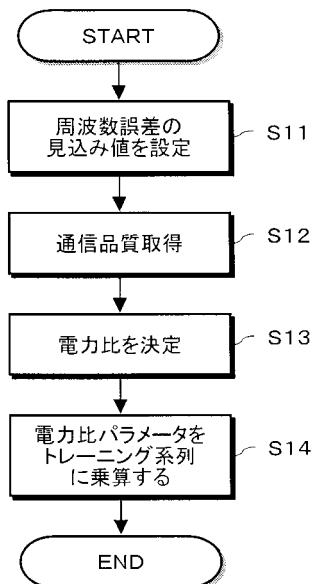 START
周波数誤差の
見込み値を設定
S11
通信品質取得
S12
電力比を決定
S13
電力比パラメータを
トレーニング系列
に乗算する
S14
END